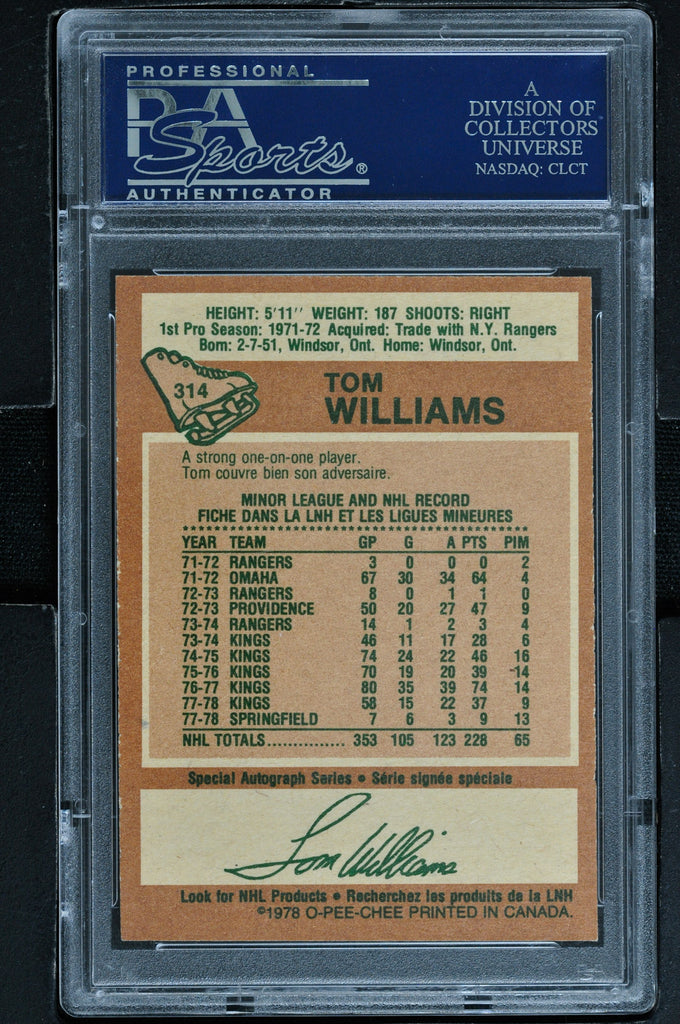 PROFESSIONAL
PSA
Sports®
AUTHENTICATOR
A
DIVISION OF
COLLECTORS
UNIVERSE
NASDAQ: CLCT
HEIGHT: 5'11'' WEIGHT: 187 SHOOTS: RIGHT
1st Pro Season: 1971-72 Acquired: Trade with N.Y. Rangers
Born: 2-7-51, Windsor, Ont. Home: Windsor, Ont.
314
TOM
WILLIAMS
A strong one-on-one player.
Tom couvre bien son adversaire.
MINOR LEAGUE AND NHL RECORD
FICHE DANS LA LNH ET LES LIGUES MINEURES
YEAR TEAM GP G A PTS PIM
71-72 RANGERS 3 0 0 0 2
71-72 OMAHA 67 30 34 64 4
72-73 RANGERS 8 0 1 1 0
72-73 PROVIDENCE 50 20 27 47 9
73-74 RANGERS 14 1 2 3 4
73-74 KINGS 46 11 17 28 6
74-75 KINGS 74 24 22 46 16
75-76 KINGS 70 19 20 39 14
76-77 KINGS 80 35 39 74 14
77-78 KINGS 58 15 22 37 9
77-78 SPRINGFIELD 7 6 3 9 13
NHL TOTALS............... 353 105 123 228 65
Special Autograph Series • Série signée spéciale
Tom Williams
Look for NHL Products • Recherchez les produits de la LNH
©1978 O-PEE-CHEE PRINTED IN CANADA.